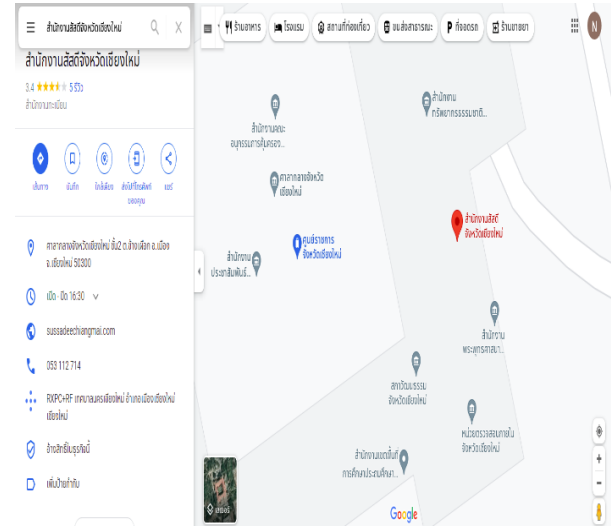 สำนักงานสัสดีจังหวัดเชียงใหม่
ร้านอาหาร
โรงแรม
สถานที่ท่องเที่ยว
ขนส่งสาธารณะ
P ที่จอดรถ
ร้านขายยา
N
สำนักงานสัสดีจังหวัดเชียงใหม่
3.4 5 รีวิว
สำนักงานทะเบียน
เส้นทาง
บันทึก
ใกล้เคียง
ส่งไปที่โทรศัพท์
ของคุณ
แชร์
ศาลากลางจังหวัดเชียงใหม่ ชั้น2 ต.ช้างเผือก อ.เมือง
จ.เชียงใหม่ 50300
เปิด · ปิด 16:30
sussadeechiangmai.com
053 112 714
RXPC+RF เทศบาลนครเชียงใหม่ อำเภอเมืองเชียงใหม่
เชียงใหม่
อ้างสิทธิ์ในธุรกิจนี้
เพิ่มป้ายกำกับ
สำนักงาน
ทรัพยากรธรรมชาติ...
สำนักงานคณะ
อนุกรรมการคุ้มครอง...
ศาลากลางจังหวัด
เชียงใหม่
สำนักงานสัสดี
จังหวัดเชียงใหม่
ศูนย์ราชการ
จังหวัดเชียงใหม่
สำนักงาน
ประชาสัมพันธ์...
สำนักงาน
พระพุทธศาสนา...
สภาวัฒนธรรม
จังหวัดเชียงใหม่
หน่วยตรวจสอบภายใน
จังหวัดเชียงใหม่
สำนักงานเขตพื้นที่
การศึกษาประถมศึกษา...
Google